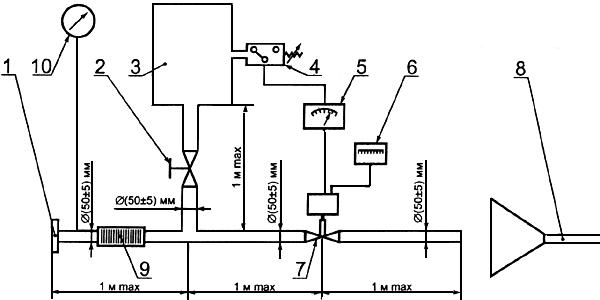 10
1
2
3
4
5
6
8
1 м max
∅(50±5) мм
∅(50±5) мм
∅(50±5) мм
∅(50±5) мм
9
7
1 м max
1 м max
1 м max